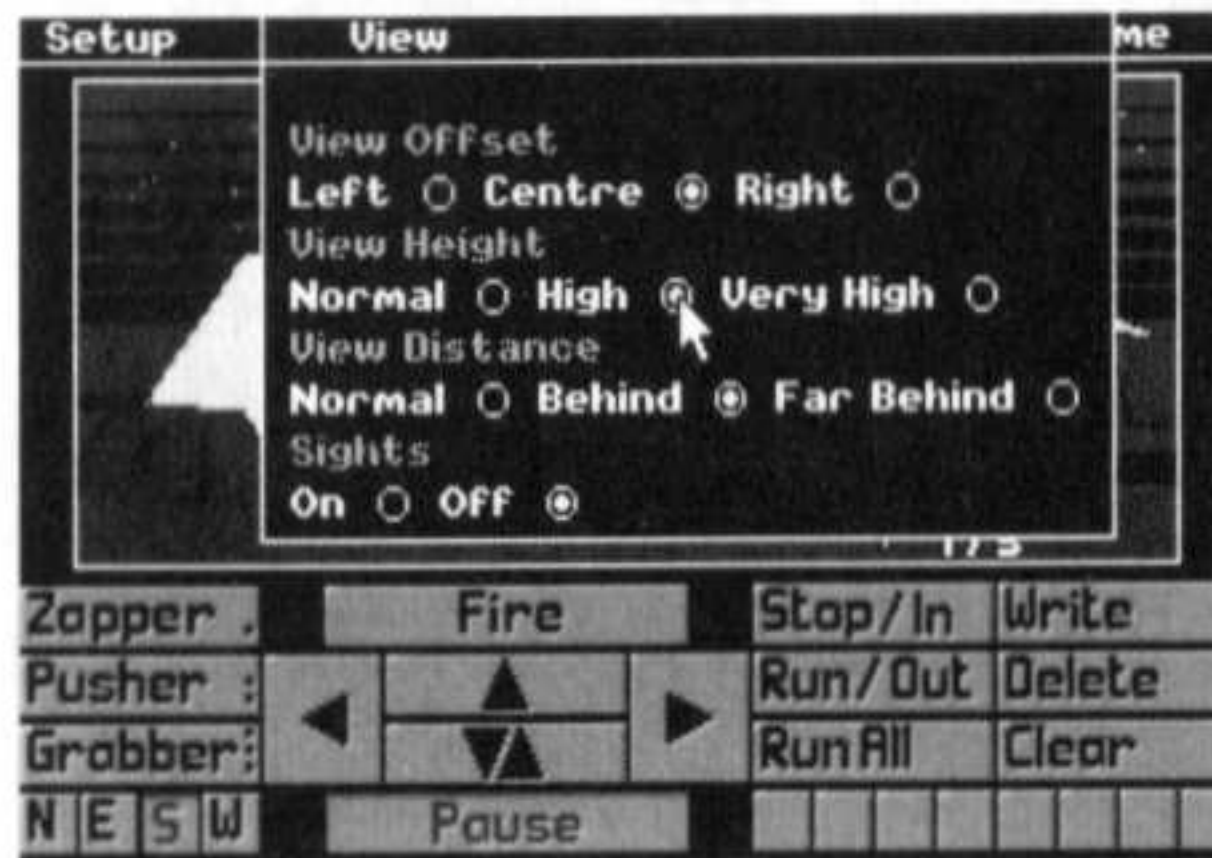 Setup View me
View Offset
Left Centre Right
View Height
Normal High Very High
View Distance
Normal Behind Far Behind
Sights
On Off
Zapper . Fire Stop/In Write
Pusher : Run/Out Delete
Grabber: Run All Clear
N E S W Pause